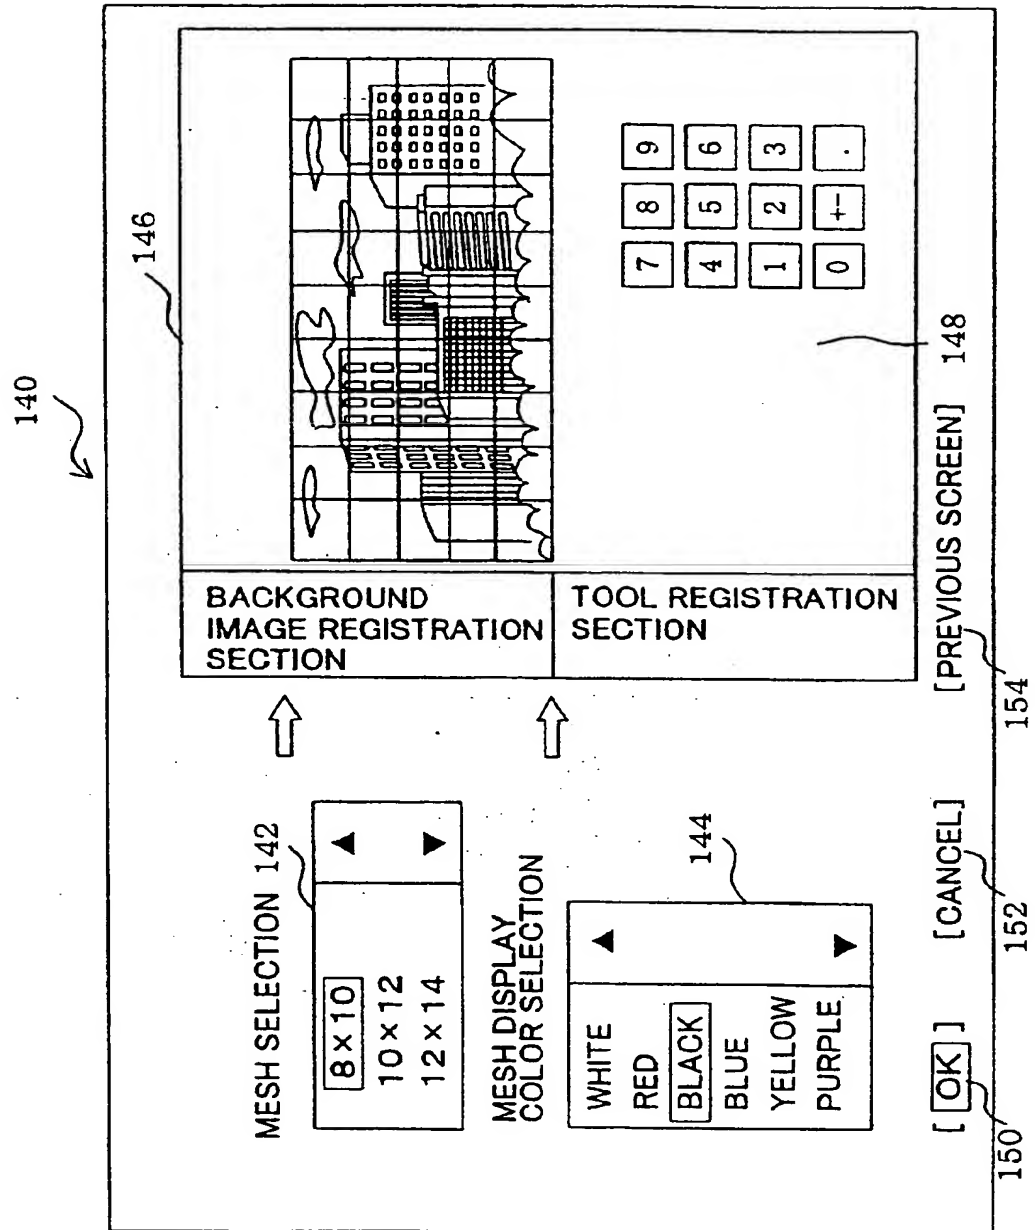 140
146
MESH SELECTION 142
8×10
10×12
12×14
MESH DISPLAY
COLOR SELECTION
144
WHITE
RED
BLACK
BLUE
YELLOW
PURPLE
BACKGROUND
IMAGE REGISTRATION
SECTION
TOOL REGISTRATION
SECTION
7 8 9
4 5 6
1 2 3
0 +- .
148
[OK] [CANCEL] [PREVIOUS SCREEN]
150 152 154